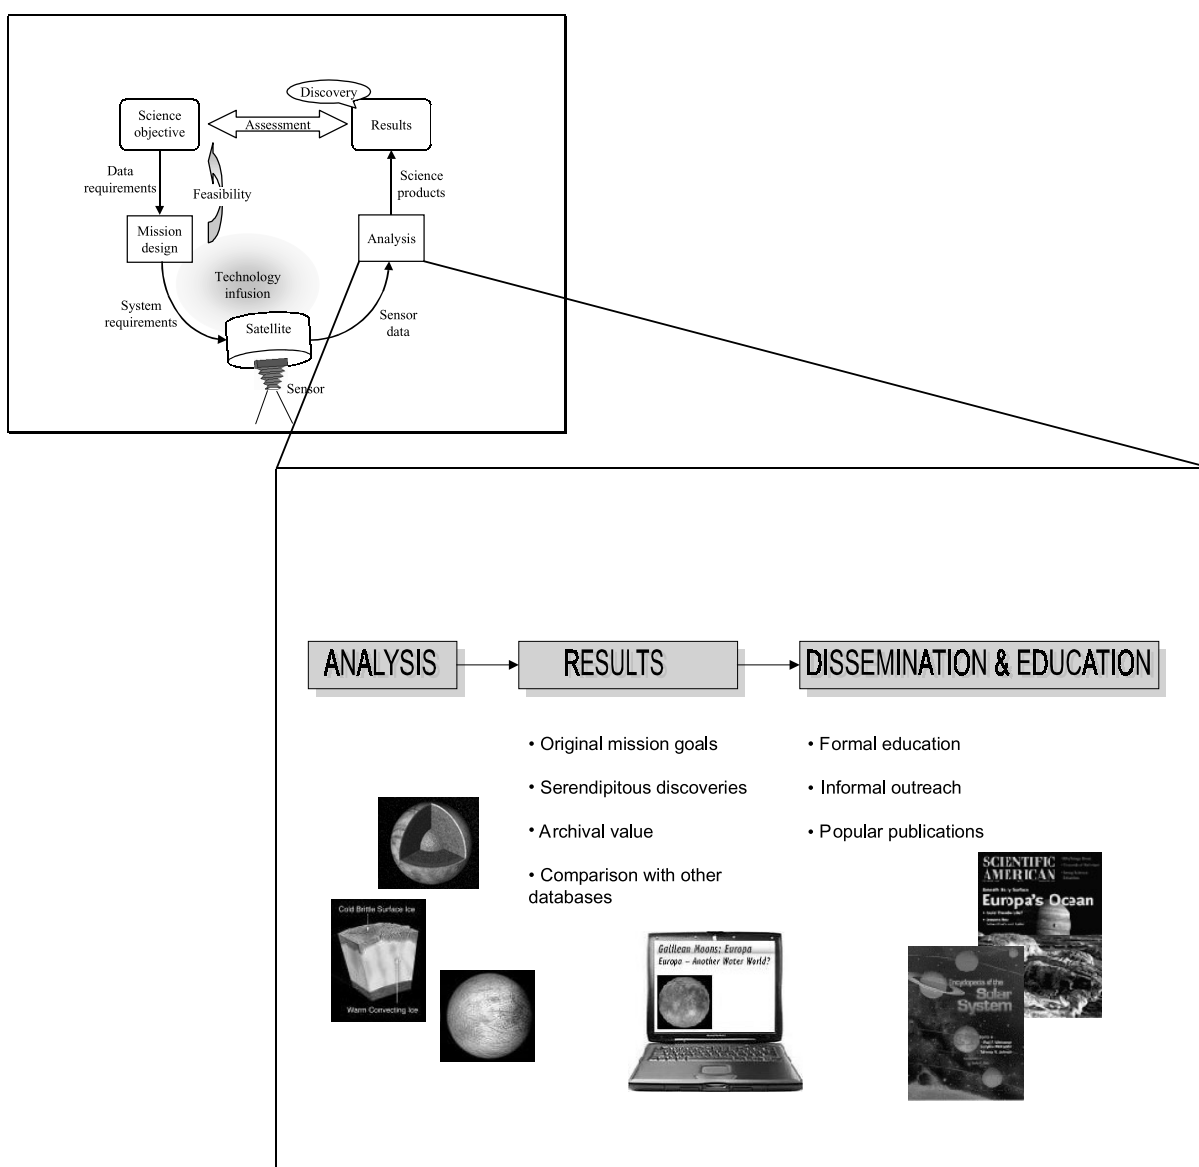 Discovery
Science
objective
Assessment
Results
Data
requirements
Feasibility
Science
products
Mission
design
Analysis
Technology
infusion
System
requirements
Satellite
Sensor
data
Sensor
ANALYSIS
RESULTS
DISSEMINATION & EDUCATION
• Original mission goals
• Serendipitous discoveries
• Archival value
• Comparison with other
databases
• Formal education
• Informal outreach
• Popular publications
Cold Brittle Surface Ice
Warm Convecting Ice
Galilean Moons: Europa
Europa – Another Water World?
SCIENTIFIC
AMERICAN
Europa's Ocean
Encyclopedia of the
Solar
System